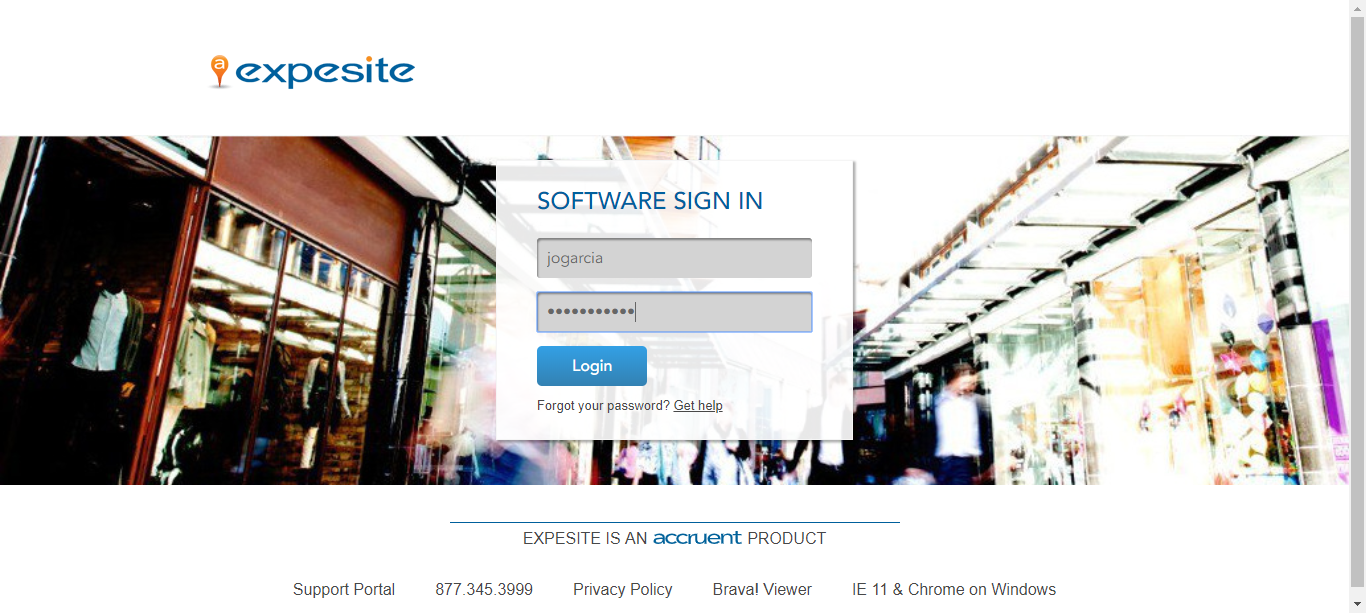 a expesite
SOFTWARE SIGN IN
jogarcia
•••••••••••
Login
Forgot your password? Get help
EXPESITE IS AN accruent PRODUCT
Support Portal 877.345.3999 Privacy Policy Brava! Viewer IE 11 & Chrome on Windows